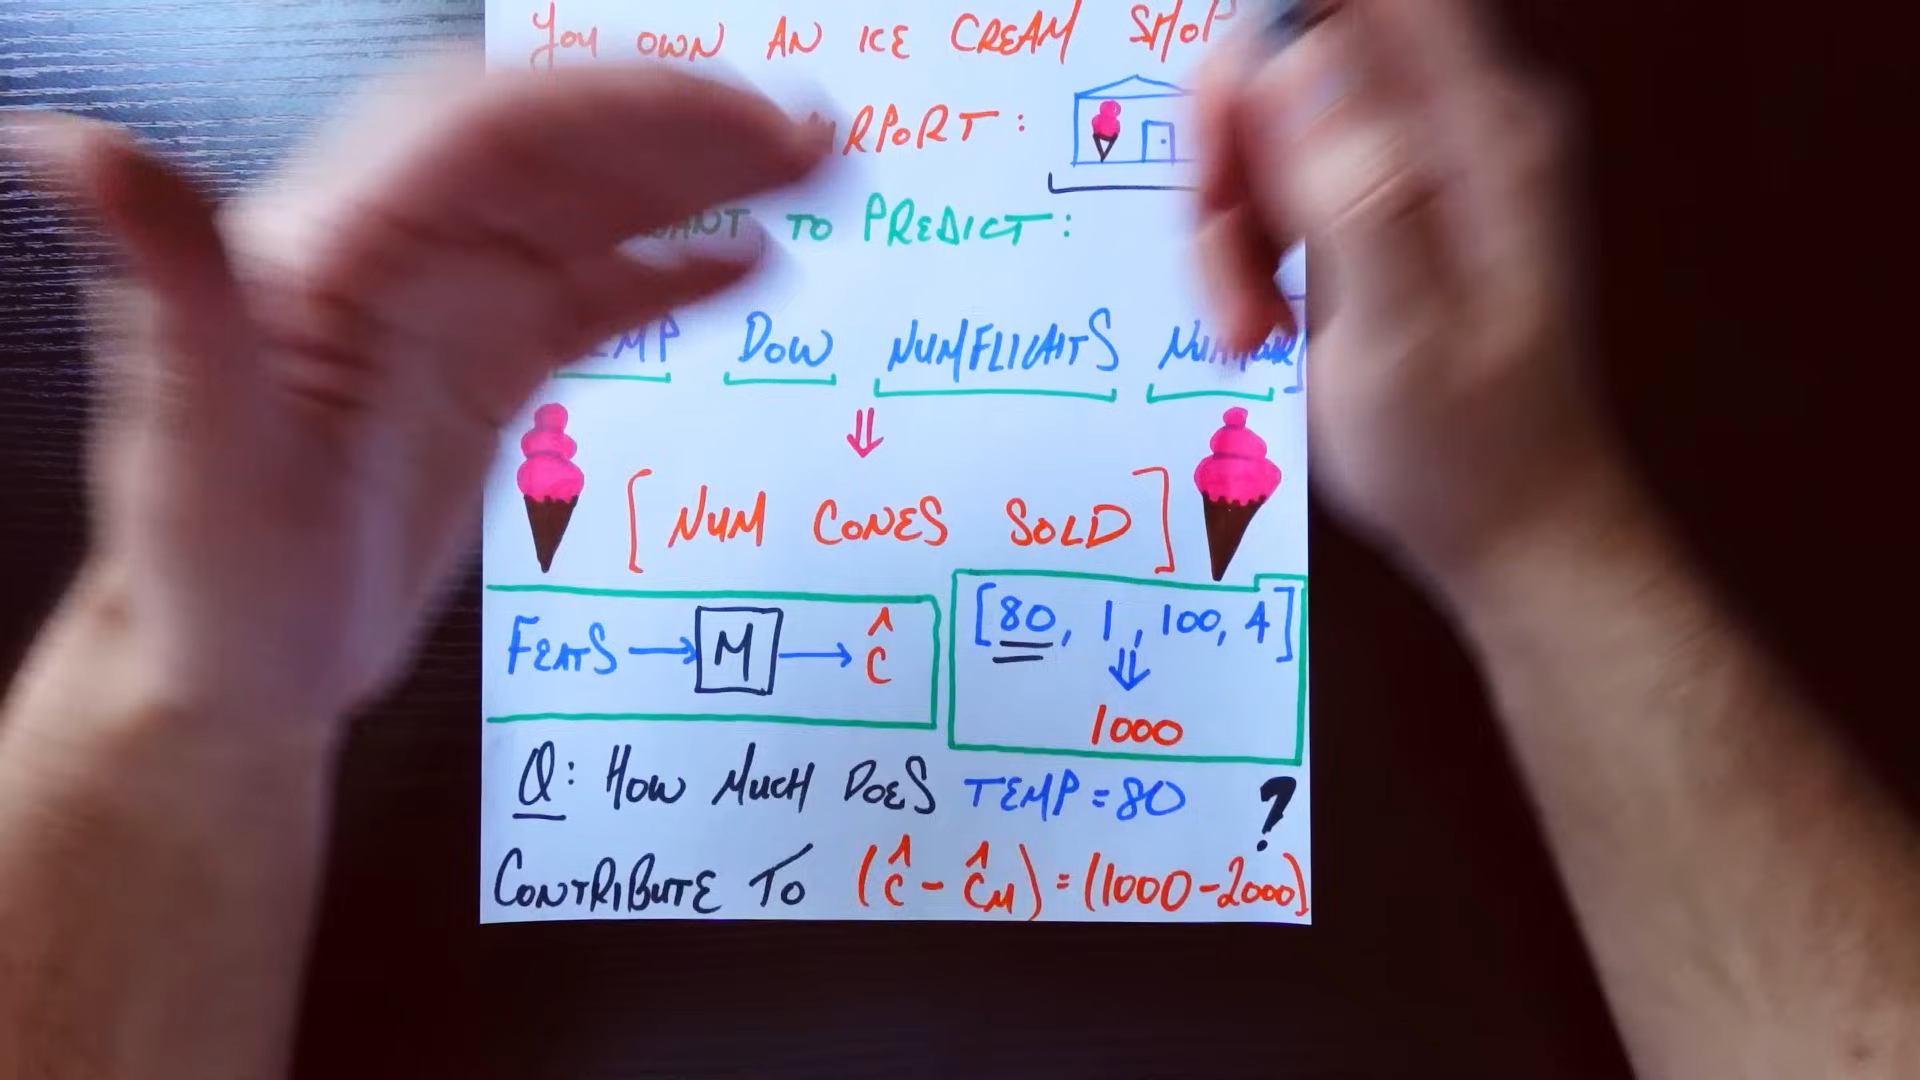 You OWN AN ICE CREAM SHOP
TO PREDICT:
DOW NUMFLIGHTS
[NUM CONES SOLD]
FEATS → M → Ĉ
[80, 1, 100, 4]
⇓
1000
Q: HOW MUCH DOES TEMP = 80 ?
CONTRIBUTE TO (Ĉ - ĈM) = (1000-2000)